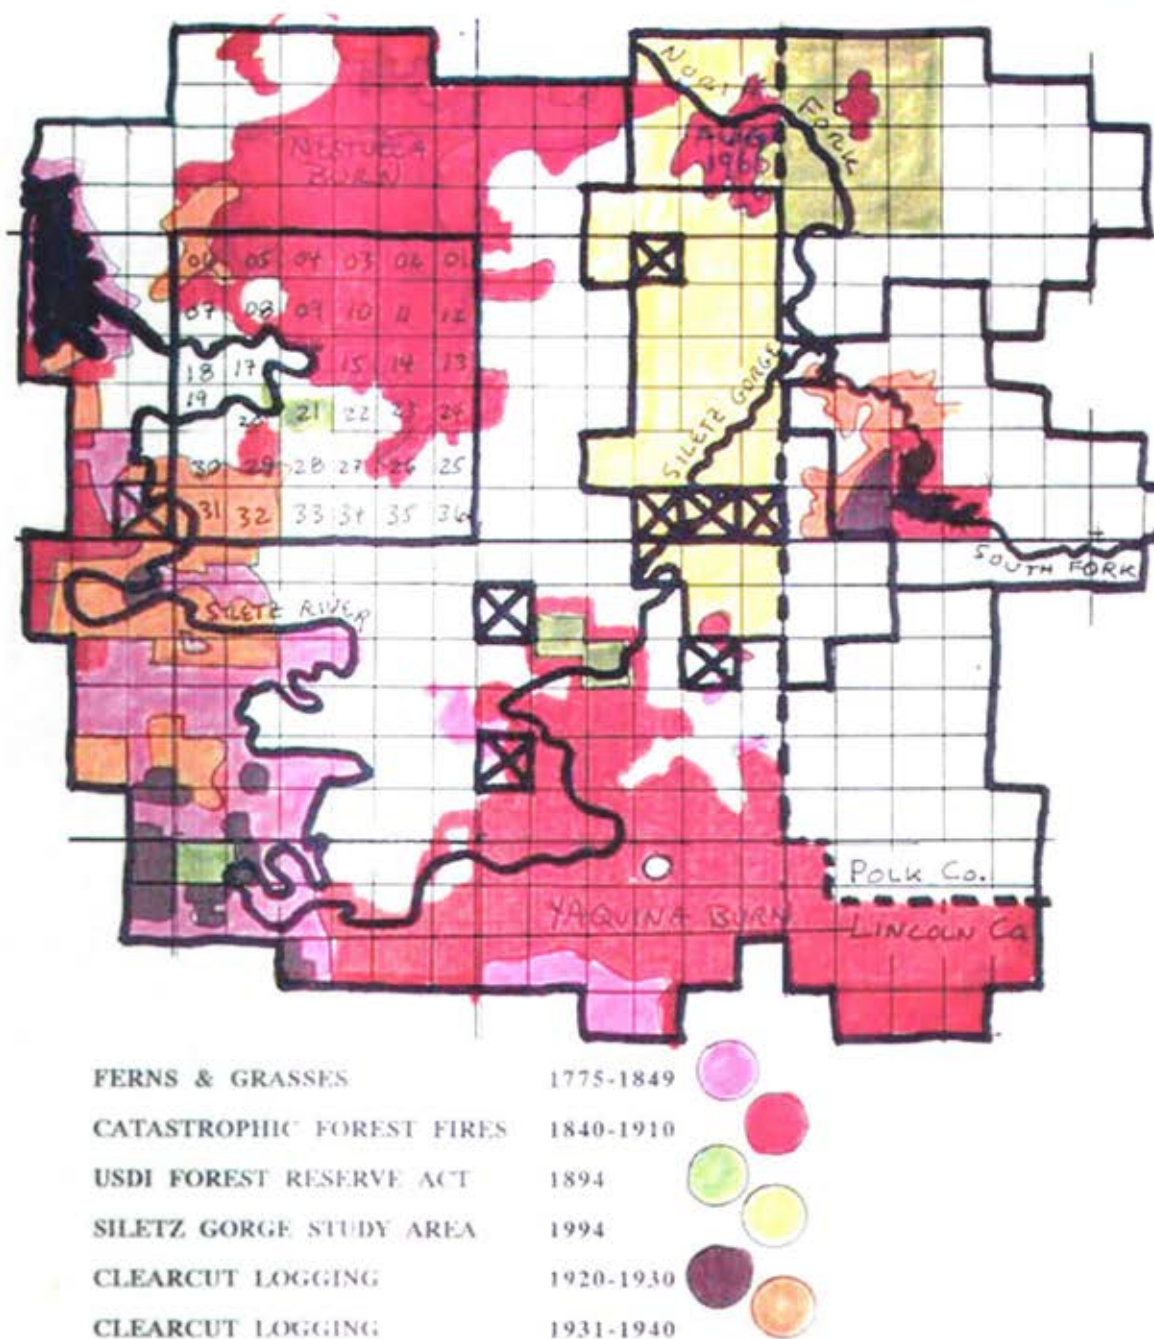 NORTH
FORK
NESTUCCA
BURN
1966
06 05 04 03 02 01
07 08 09 10 11 12
18 17 15 14 13
19 20 21 22 23 24
30 29 28 27 26 25
31 32 33 34 35 36
SILETZ GORGE
SOUTH FORK
SILETZ RIVER
POLK CO.
YAQUINA BURN
LINCOLN CO.
FERNS & GRASSES 1775-1849
CATASTROPHIC FOREST FIRES 1840-1910
USDI FOREST RESERVE ACT 1894
SILETZ GORGE STUDY AREA 1994
CLEARCUT LOGGING 1920-1930
CLEARCUT LOGGING 1931-1940